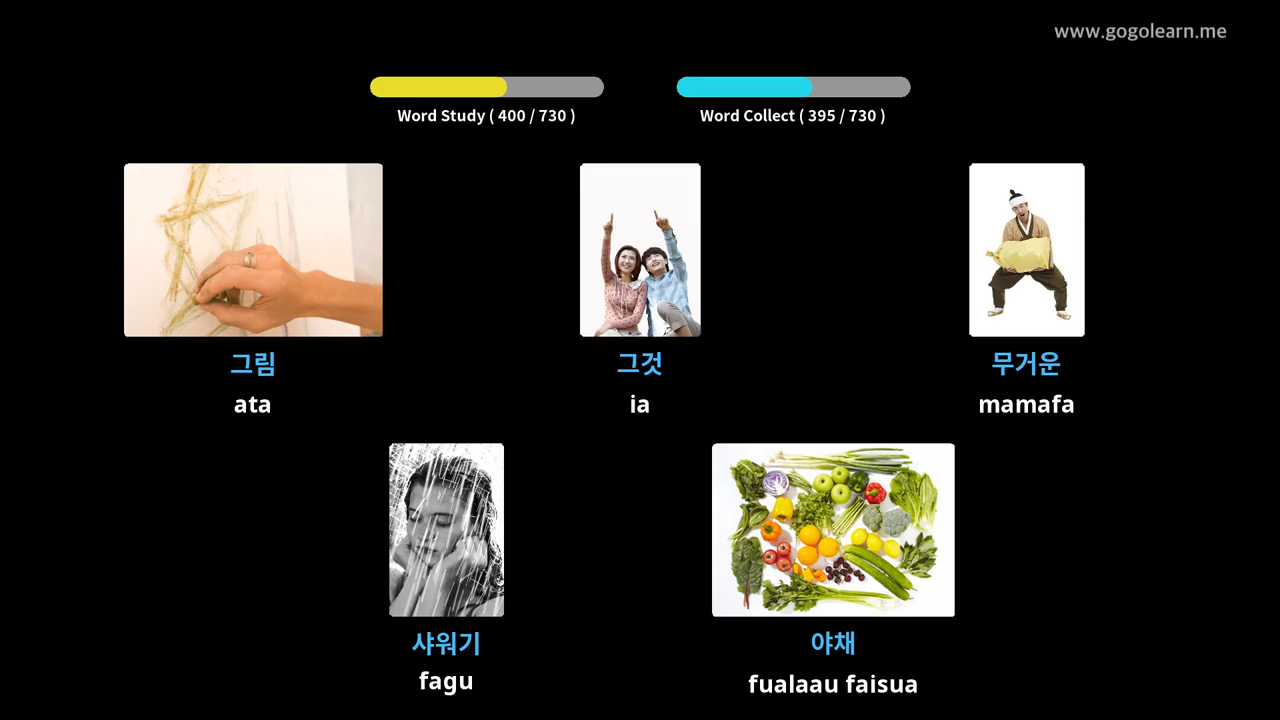 www.gogolearn.me
Word Study ( 400 / 730 )
Word Collect ( 395 / 730 )
그림
ata
그것
ia
무거운
mamafa
샤워기
fagu
야채
fualaau faisua